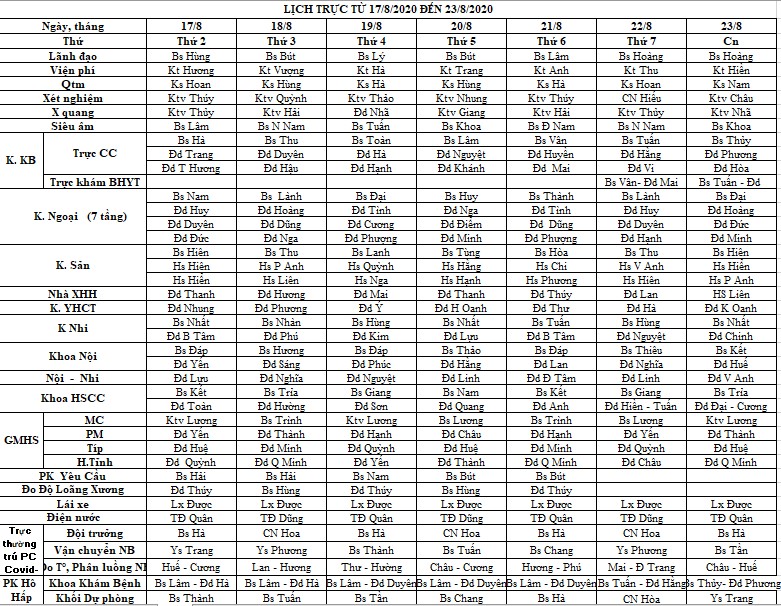 LỊCH TRỰC TỪ 17/8/2020 ĐẾN 23/8/2020
Ngày, tháng 17/8 18/8 19/8 20/8 21/8 22/8 23/8
Thứ Thứ 2 Thứ 3 Thứ 4 Thứ 5 Thứ 6 Thứ 7 Cn
Lãnh đạo Bs Hùng Bs Bút Bs Lý Bs Bút Bs Lâm Bs Hoàng Bs Hoàng
Viện phí Kt Hương Kt Vượng Kt Hà Kt Trang Kt Anh Kt Thu Kt Hiên
Qtm Ks Hoan Ks Hùng Ks Hà Ks Hùng Ks Hà Ks Hoan Ks Nam
Xét nghiệm Ktv Thúy Ktv Quỳnh Ktv Thảo Ktv Nhung Ktv Thúy CN Hiếu Ktv Châu
X quang Ktv Thủy Ktv Hải Đd Nhã Ktv Giang Ktv Hải Ktv Thủy Ktv Nhã
Siêu âm Bs Lâm Bs N Nam Bs Tuấn Bs Khoa Bs Đ Nam Bs N Nam Bs Khoa
K. KB Trực CC Bs Hà Bs Thu Bs Toàn Bs Lâm Bs Vân Bs Tuấn Bs Thủy
Đd Trang Đd Duyên Đd Hà Đd Nguyệt Đd Huyền Đd Hằng Đd Phương
Đd T Hương Đd Hậu Đd Hạnh Đd Khánh Đd Mai Đd Vi Đd Hòa
Trực khám BHYT Bs Vân- Đd Mai Bs Tuấn - Đd
K. Ngoại (7 tầng) Bs Nam Bs Lành Bs Đại Bs Huy Bs Thành Bs Lành Bs Đại
Đd Huy Đd Hoàng Đd Tính Đd Nga Đd Tính Đd Huy Đd Hoàng
Đd Duyên Đd Dũng Đd Cương Đd Điềm Đd Dũng Đd Duyên Đd Đức
Đd Đức Đd Nga Đd Phượng Đd Minh Đd Phượng Đd Hạnh Đd Minh
K. Sản Bs Hiên Bs Thu Bs Lanh Bs Tùng Bs Hòa Bs Thu Bs Hiên
Hs Hiện Hs P Anh Hs Quỳnh Hs Hằng Hs Chi Hs V Anh Hs Hiền
Hs Hiền Hs Liên Hs Nga Hs Hạnh Hs Phương Hs Hiên Hs P Anh
Nhà XHH Đd Thanh Đd Hương Đd Mai Đd Thanh Đd Thúy Đd Lan HS Liên
K. YHCT Đd Nhung Đd Phương Đd Ý Đd H Oanh Đd Thư Đd Hà Đd K Oanh
K Nhi Bs Nhất Bs Nhân Bs Hùng Bs Nhất Bs Tuấn Bs Hùng Bs Nhất
Đd B Tâm Đd Phú Đd Kim Đd Lựu Đd B Tâm Đd Nguyệt Đd Chinh
Khoa Nội Bs Đáp Bs Hương Bs Đáp Bs Thảo Bs Đáp Bs Thiêu Bs Kết
Đd Yến Đd Sáng Đd Phúc Đd Hằng Đd Lan Đd Nghĩa Đd Huế
Nội - Nhi Đd Lựu Đd Nghĩa Đd Nguyệt Đd Linh Đd Đ Tâm Đd Linh Đd V Anh
Khoa HSCC Bs Kết Bs Tría Bs Giang Bs Nam Bs Kết Bs Giang Bs Tría
Đd Toàn Đd Hường Đd Sơn Đd Quang Đd Anh Đd Hiền - Tuấn Đd Đại - Cương
GMHS MC Ktv Lương Bs Trình Ktv Lương Bs Lương Bs Trình Bs Lương Ktv Lương
PM Đd Yến Đd Thành Đd Hạnh Đd Châu Đd Hạnh Đd Yến Đd Thành
Típ Đd Huệ Đd Minh Đd Quỳnh Đd Huệ Đd Minh Đd Quỳnh Đd Huệ
H.Tỉnh Đd Quỳnh Đd Q Minh Đd Yến Đd Thành Đd Q Minh Đd Châu Đd Q Minh
PK Yêu Cầu Bs Hải Bs Hải Bs Nam Bs Bút Bs Bút
Đo Độ Loãng Xương Đd Thúy Bs Hùng Đd Thúy Bs Hùng Đd Thúy
Lái xe Lx Được Lx Được Lx Được Lx Được Lx Được Lx Được Lx Được
Điện nước TĐ Quân TĐ Dũng TĐ Quân TĐ Dũng TĐ Quân TĐ Dũng TĐ Quân
Trực thường trú PC Covid- Đội trưởng Bs Hà CN Hoa Bs Hà CN Hoa Bs Hà CN Hoa Bs Hà
Vận chuyển NB Ys Trang Ys Phương Bs Thành Bs Tuấn Bs Chang Ys Phương Bs Tân
Đo T°, Phân luồng NB Huế - Cương Lan - Hương Thư - Hường Châu - Cương Hương - Phú Mai - Đ Trang Châu - Huế
PK Hô Hấp Khoa Khám Bệnh Bs Lâm - Đd Hà Bs Lâm - Đd Hà Bs Lâm - Đd Duyên Bs Lâm - Đd Duyên Bs Lâm - Đd Duyên Bs Tuấn - Đd Hằng Bs Thủy- Đd Phương
Khối Dự phòng Bs Thành Bs Tuấn Bs Tân Bs Chang Bs Hà CN Hòa Ys Trang